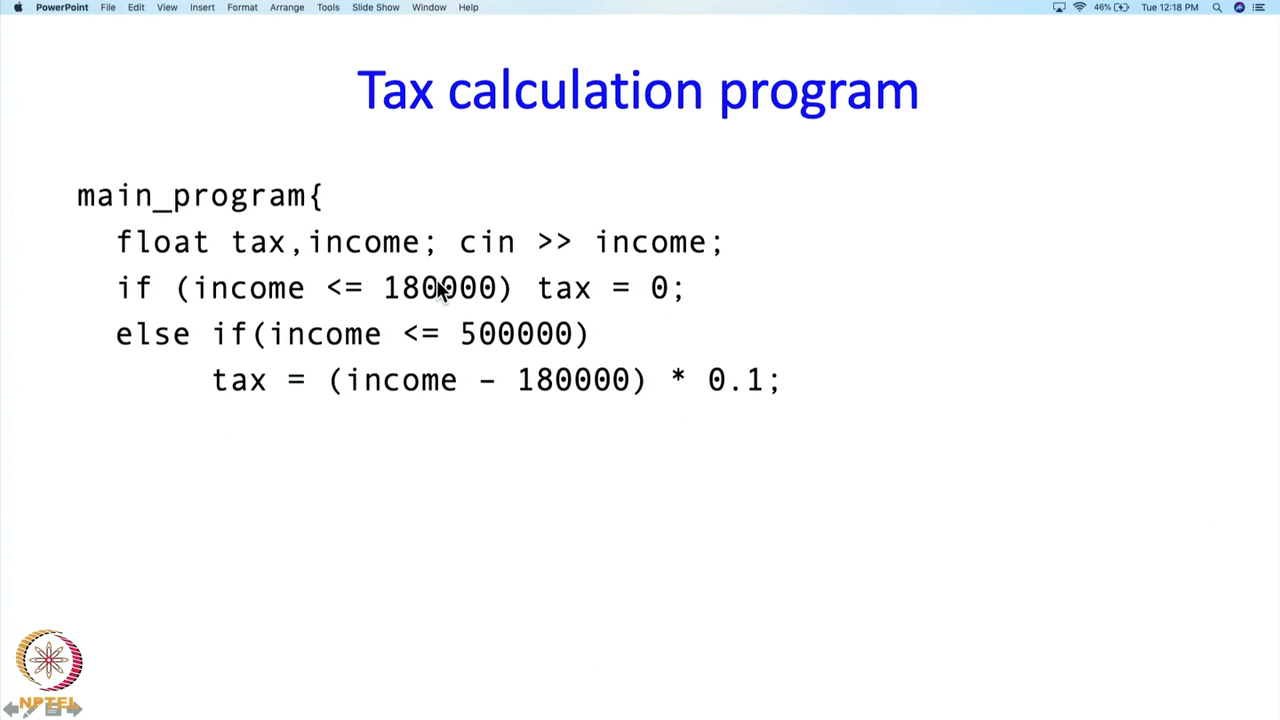 PowerPoint File Edit View Insert Format Arrange Tools Slide Show Window Help 46% Tue 12:18 PM
Tax calculation program
main_program{
float tax,income; cin >> income;
if (income <= 180000) tax = 0;
else if(income <= 500000)
tax = (income – 180000) * 0.1;
NPTEL